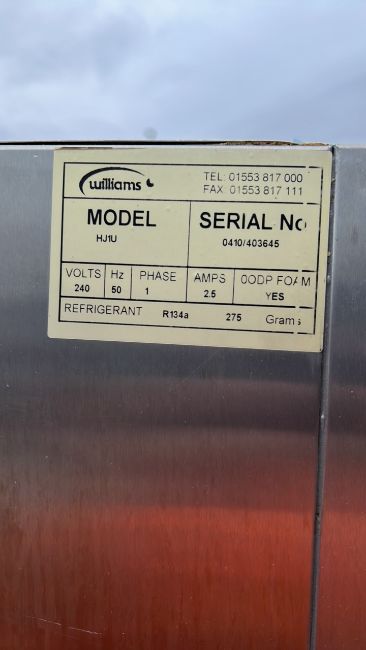 williams
TEL: 01553 817 000
FAX: 01553 817 111
MODEL
HJ1U
SERIAL No
0410/403645
VOLTS
240
Hz
50
PHASE
1
AMPS
2.5
0ODP FOAM
YES
REFRIGERANT R134a 275 Grams